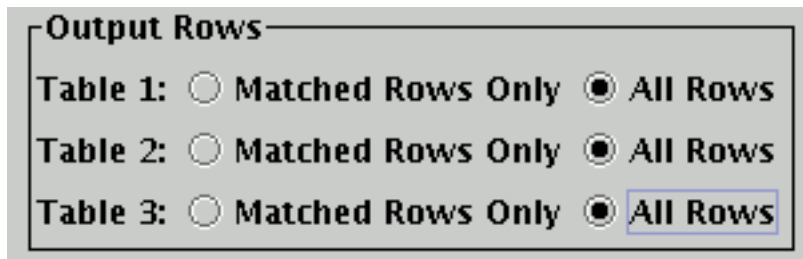 Output Rows
Table 1: Matched Rows Only All Rows
Table 2: Matched Rows Only All Rows
Table 3: Matched Rows Only All Rows